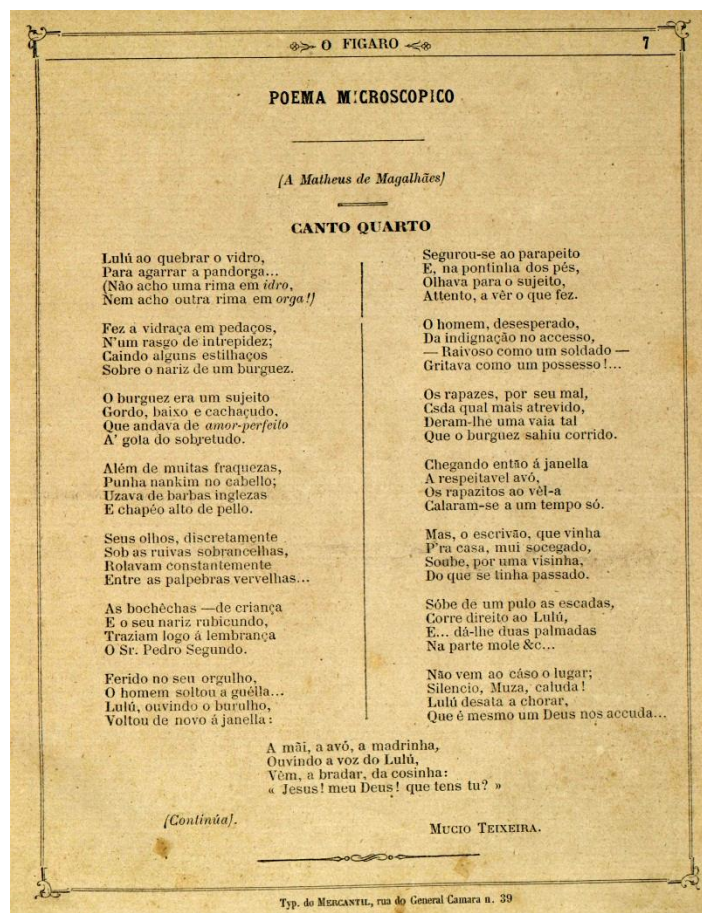 O FIGARO
7
POEMA MICROSCOPICO
(A Matheus de Magalhães)
CANTO QUARTO
Lulú ao quebrar o vidro,
Para agarrar a pandorga...
(Não acho uma rima em idro,
Nem acho outra rima em orga!)
Fez a vidraça em pedaços,
N'um rasgo de intrepidez;
Caindo alguns estilhaços
Sobre o nariz de um burguez.
O burguez era um sujeito
Gordo, baixo e cachaçudo,
Que andava de amor-perfeito
A' gola do sobretudo.
Além de muitas fraquezas,
Punha nankim no cabello;
Uzava de barbas inglezas
E chapéo alto de pello.
Seus olhos, discretamente
Sob as ruivas sobrancelhas,
Rolavam constantemente
Entre as palpebras vervelhas...
As bochêchas —de criança
E o seu nariz rubicundo,
Traziam logo á lembrança
O Sr. Pedro Segundo.
Ferido no seu orgulho,
O homem soltou a guélla...
Lulú, ouvindo o barulho,
Voltou de novo á janella:
Segurou-se ao parapeito
E, na pontinha dos pés,
Olhava para o sujeito,
Attento, a vêr o que fez.
O homem, desesperado,
Da indignação no accesso,
— Raivoso como um soldado —
Gritava como um possesso!...
Os rapazes, por seu mal,
Csda qual mais atrevido,
Deram-lhe uma vaia tal
Que o burguez sahiu corrido.
Chegando então á janella
A respeitavel avó,
Os rapazitos ao vêl-a
Calaram-se a um tempo só.
Mas, o escrivão, que vinha
P'ra casa, mui socegado,
Soube, por uma visinha,
Do que se tinha passado.
Sóbe de um pulo as escadas,
Corre direito ao Lulú,
E... dá-lhe duas palmadas
Na parte mole &c...
Não vem ao cáso o lugar;
Silencio, Muza, caluda!
Lulú desata a chorar,
Que é mesmo um Deus nos accuda...
A mãi, a avó, a madrinha,
Ouvindo a voz do Lulú,
Vêm, a bradar, da cosinha:
« Jesus! meu Deus! que tens tu? »
(Continúa).
MUCIO TEIXEIRA.
Typ. do MERCANTIL, rua do General Camara n. 39